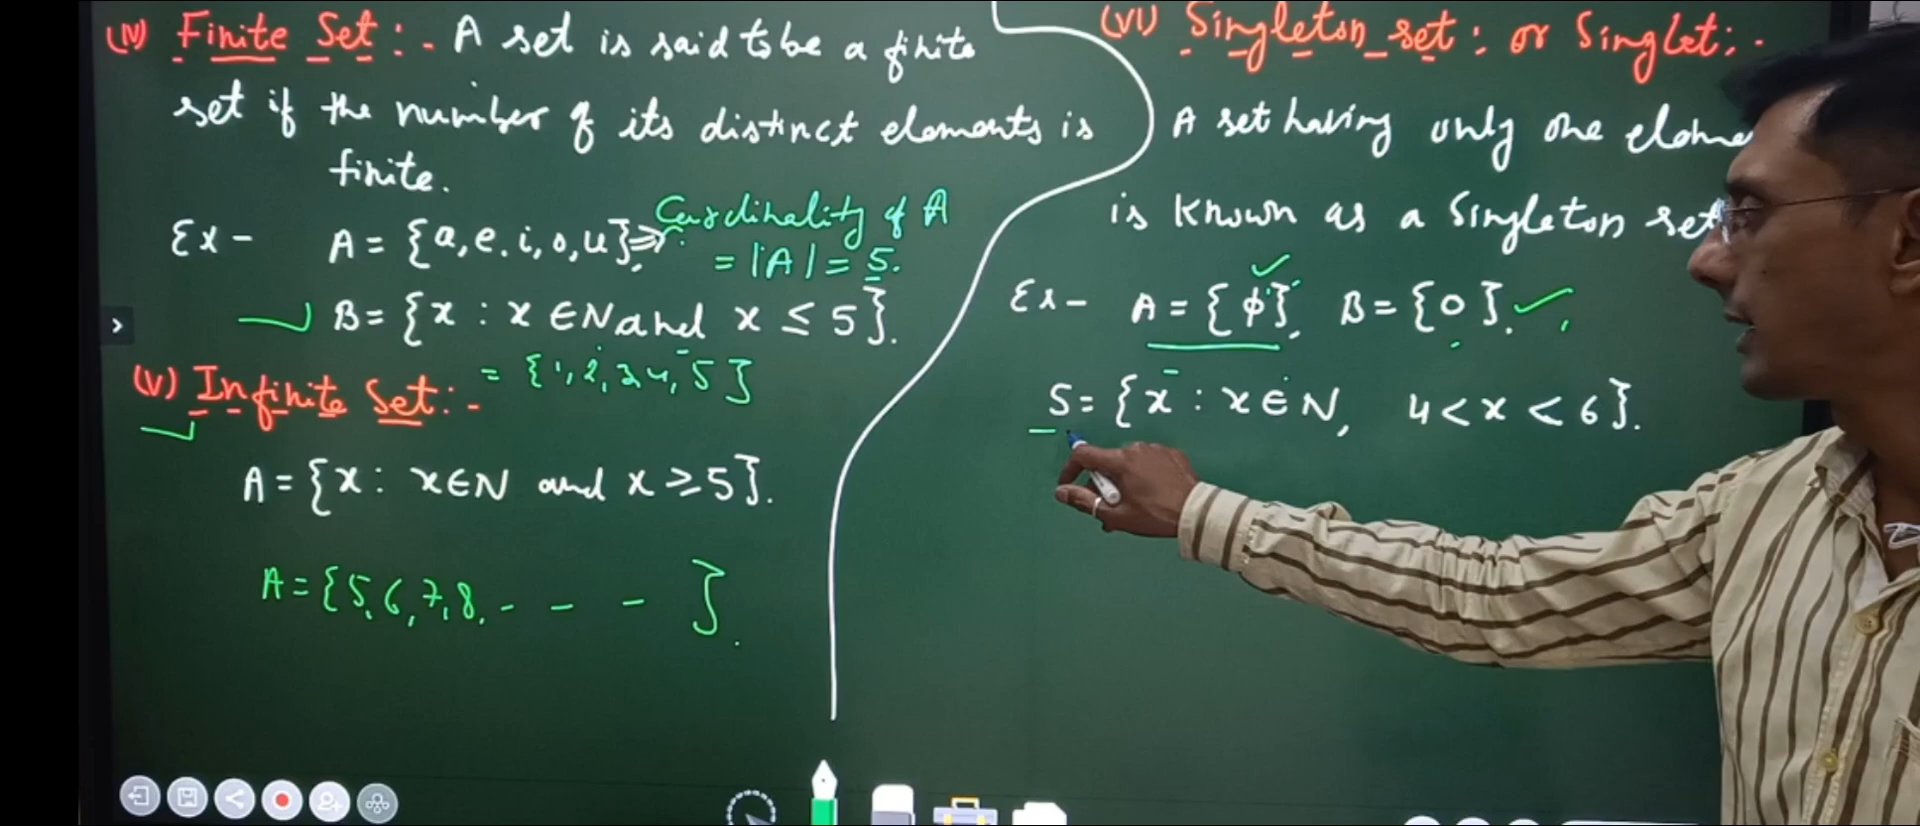 (IV) Finite Set :- A set is said to be a finite
set if the number of its distinct elements is
finite.
Ex - A = {a, e, i, o, u} ⇒ Cardinality of A
= |A| = 5.
B = {x : x ∈ N and x ≤ 5}.
= {1, 2, 3, 4, 5}
(V) Infinite Set :-
A = {x : x ∈ N and x ≥ 5}.
A = {5, 6, 7, 8, - - - }.
(VI) Singleton set : or Singlet :-
A set having only one
is known as a Singleton set
Ex - A = {ϕ}, B = {0}.
S = {x : x ∈ N, 4 < x < 6}.